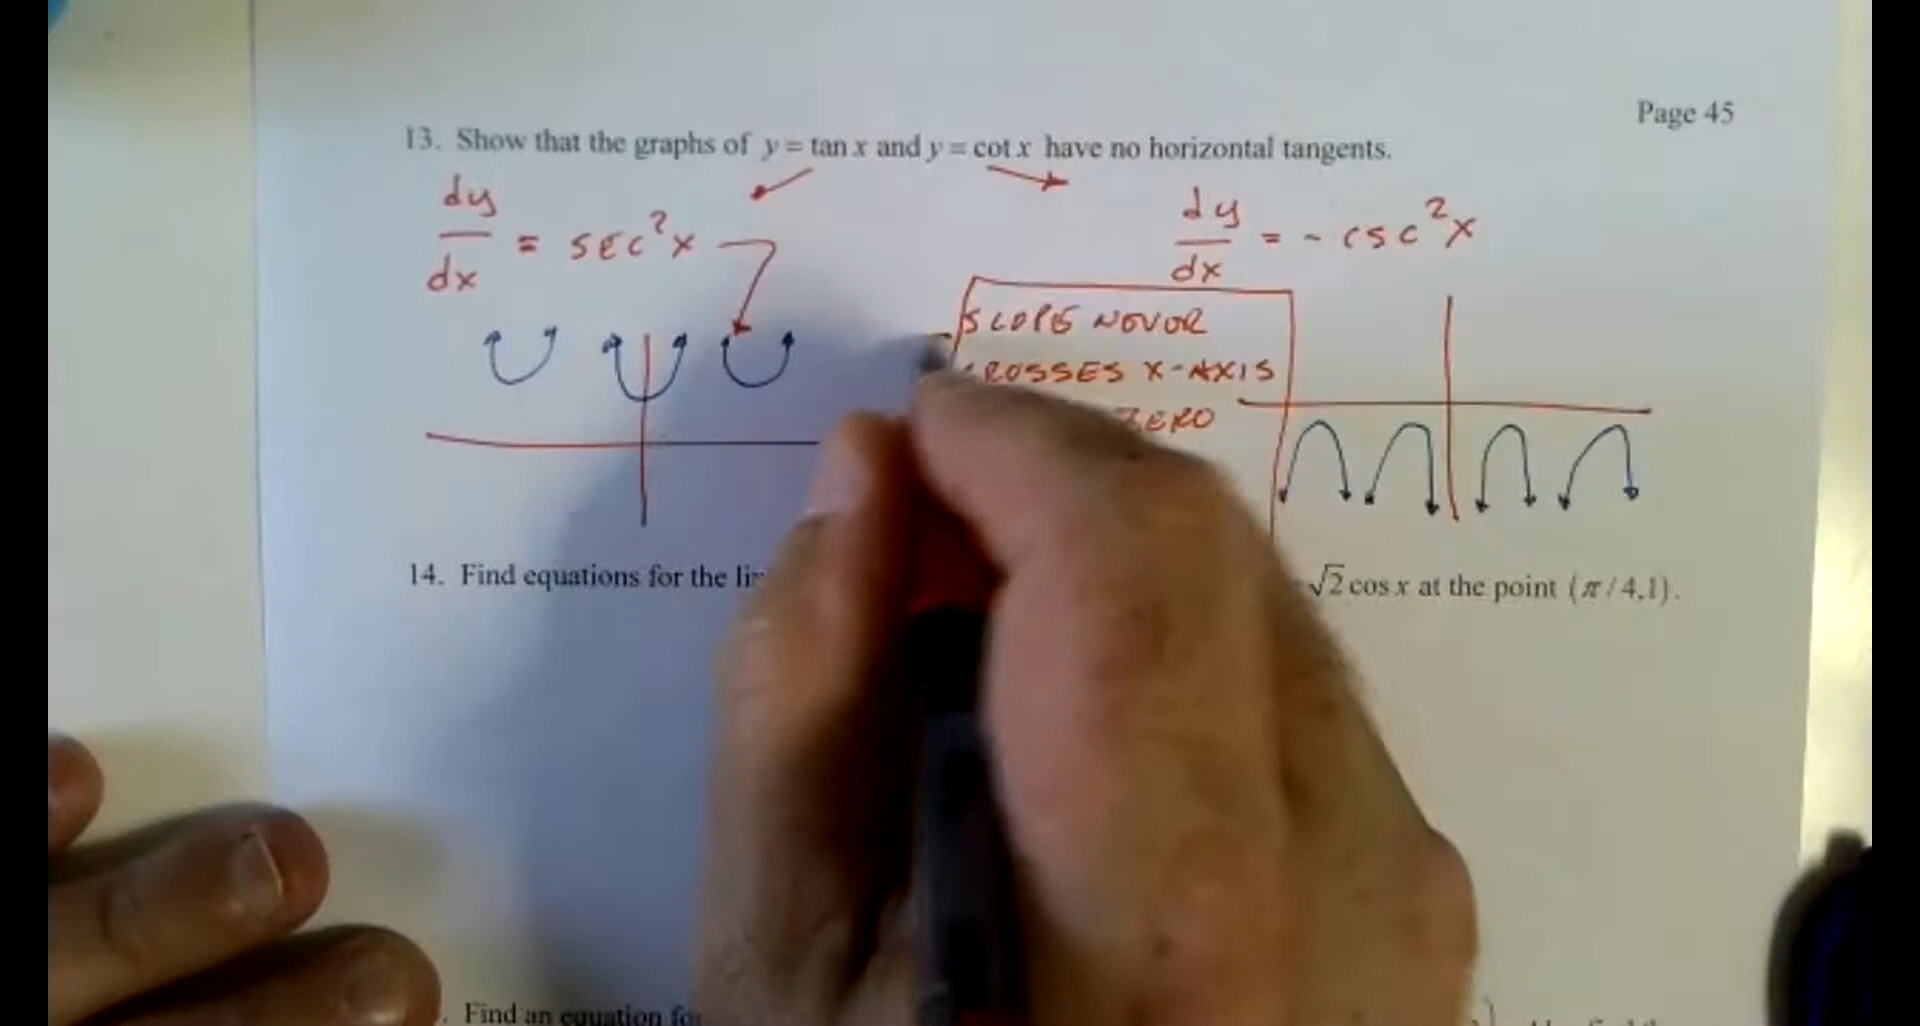 Page 45
13. Show that the graphs of y = tan x and y = cot x have no horizontal tangents.
dy/dx = SEC²x
dy/dx = - CSC²x
SLOPE NEVER
CROSSES X-AXIS
ZERO
14. Find equations for the √2 cos x at the point (π/4,1).
Find an equation